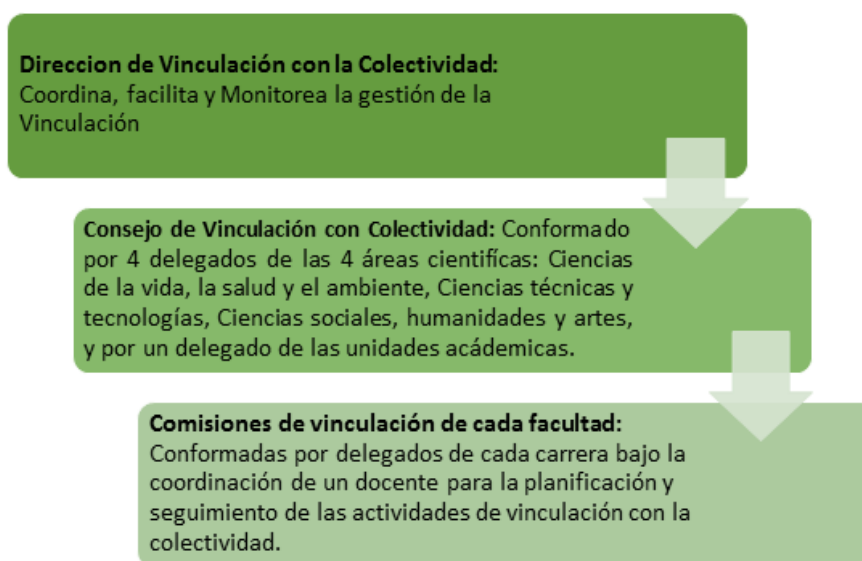 Direccion de Vinculación con la Colectividad:
Coordina, facilita y Monitorea la gestión de la
Vinculación
Consejo de Vinculación con Colectividad: Conformado
por 4 delegados de las 4 áreas cientifícas: Ciencias
de la vida, la salud y el ambiente, Ciencias técnicas y
tecnologías, Ciencias sociales, humanidades y artes,
y por un delegado de las unidades acádemicas.
Comisiones de vinculación de cada facultad:
Conformadas por delegados de cada carrera bajo la
coordinación de un docente para la planificación y
seguimiento de las actividades de vinculación con la
colectividad.